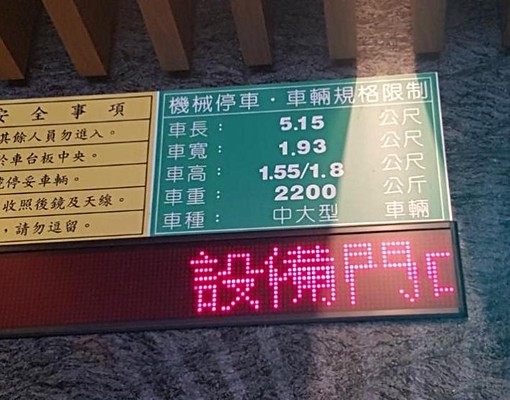 安全事項
其餘人員勿進入。
於車台板中央。
停妥車輛。
收照後鏡及天線。
，請勿逗留。
機械停車・車輛規格限制
車長： 5.15 公尺
車寬： 1.93 公尺
車高： 1.55/1.8 公尺
車重： 2200 公斤
車種： 中大型 車輛
設備門